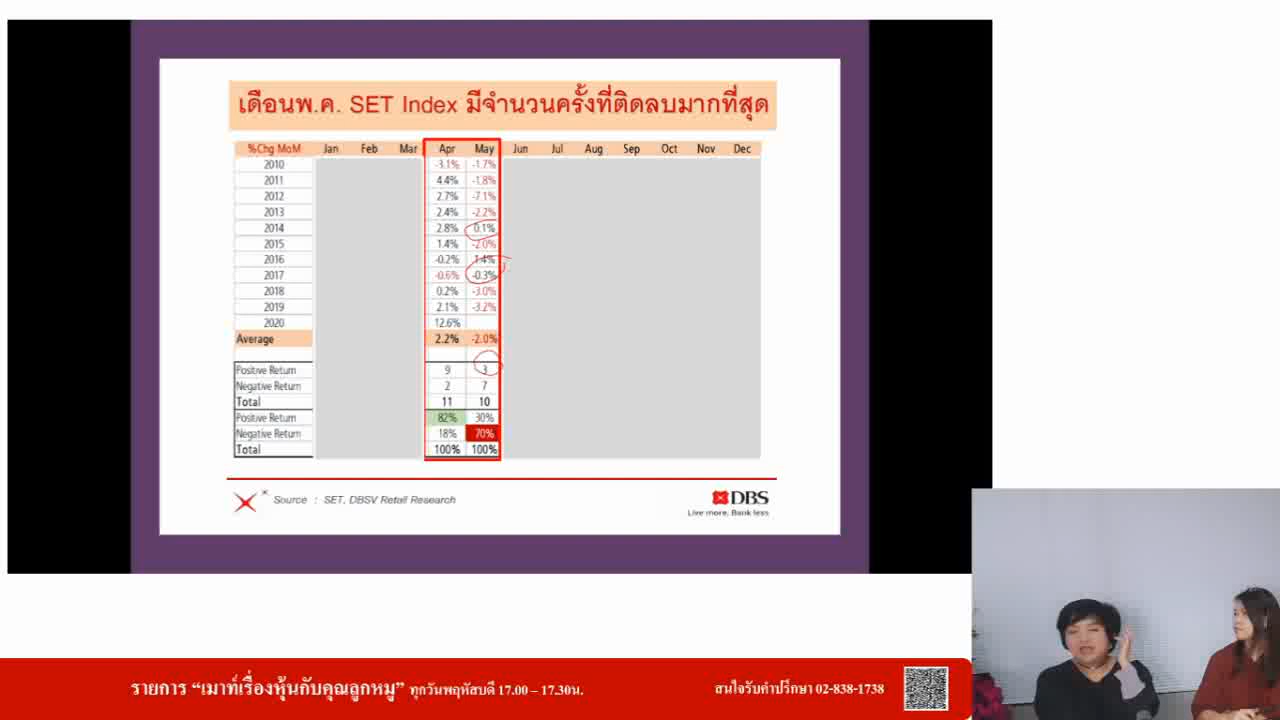 เดือนพ.ค. SET Index มีจำนวนครั้งที่ติดลบมากที่สุด
%Chg MoM Jan Feb Mar Apr May Jun Jul Aug Sep Oct Nov Dec
2010 -3.1% -1.7%
2011 4.4% -1.8%
2012 2.7% -7.1%
2013 2.4% -2.2%
2014 2.8% 0.1%
2015 1.4% -2.0%
2016 -0.2% 1.4%
2017 -0.6% -0.3%
2018 0.2% -3.0%
2019 2.1% -3.2%
2020 12.6%
Average 2.2% -2.0%
Positive Return 9 3
Negative Return 2 7
Total 11 10
Positive Return 82% 30%
Negative Return 18% 70%
Total 100% 100%
Source : SET, DBSV Retail Research
DBS
Live more, Bank less
รายการ “เมาท์เรื่องหุ้นกับคุณลูกหมู” ทุกวันพฤหัสบดี 17.00 – 17.30น.
สนใจรับคำปรึกษา 02-838-1738